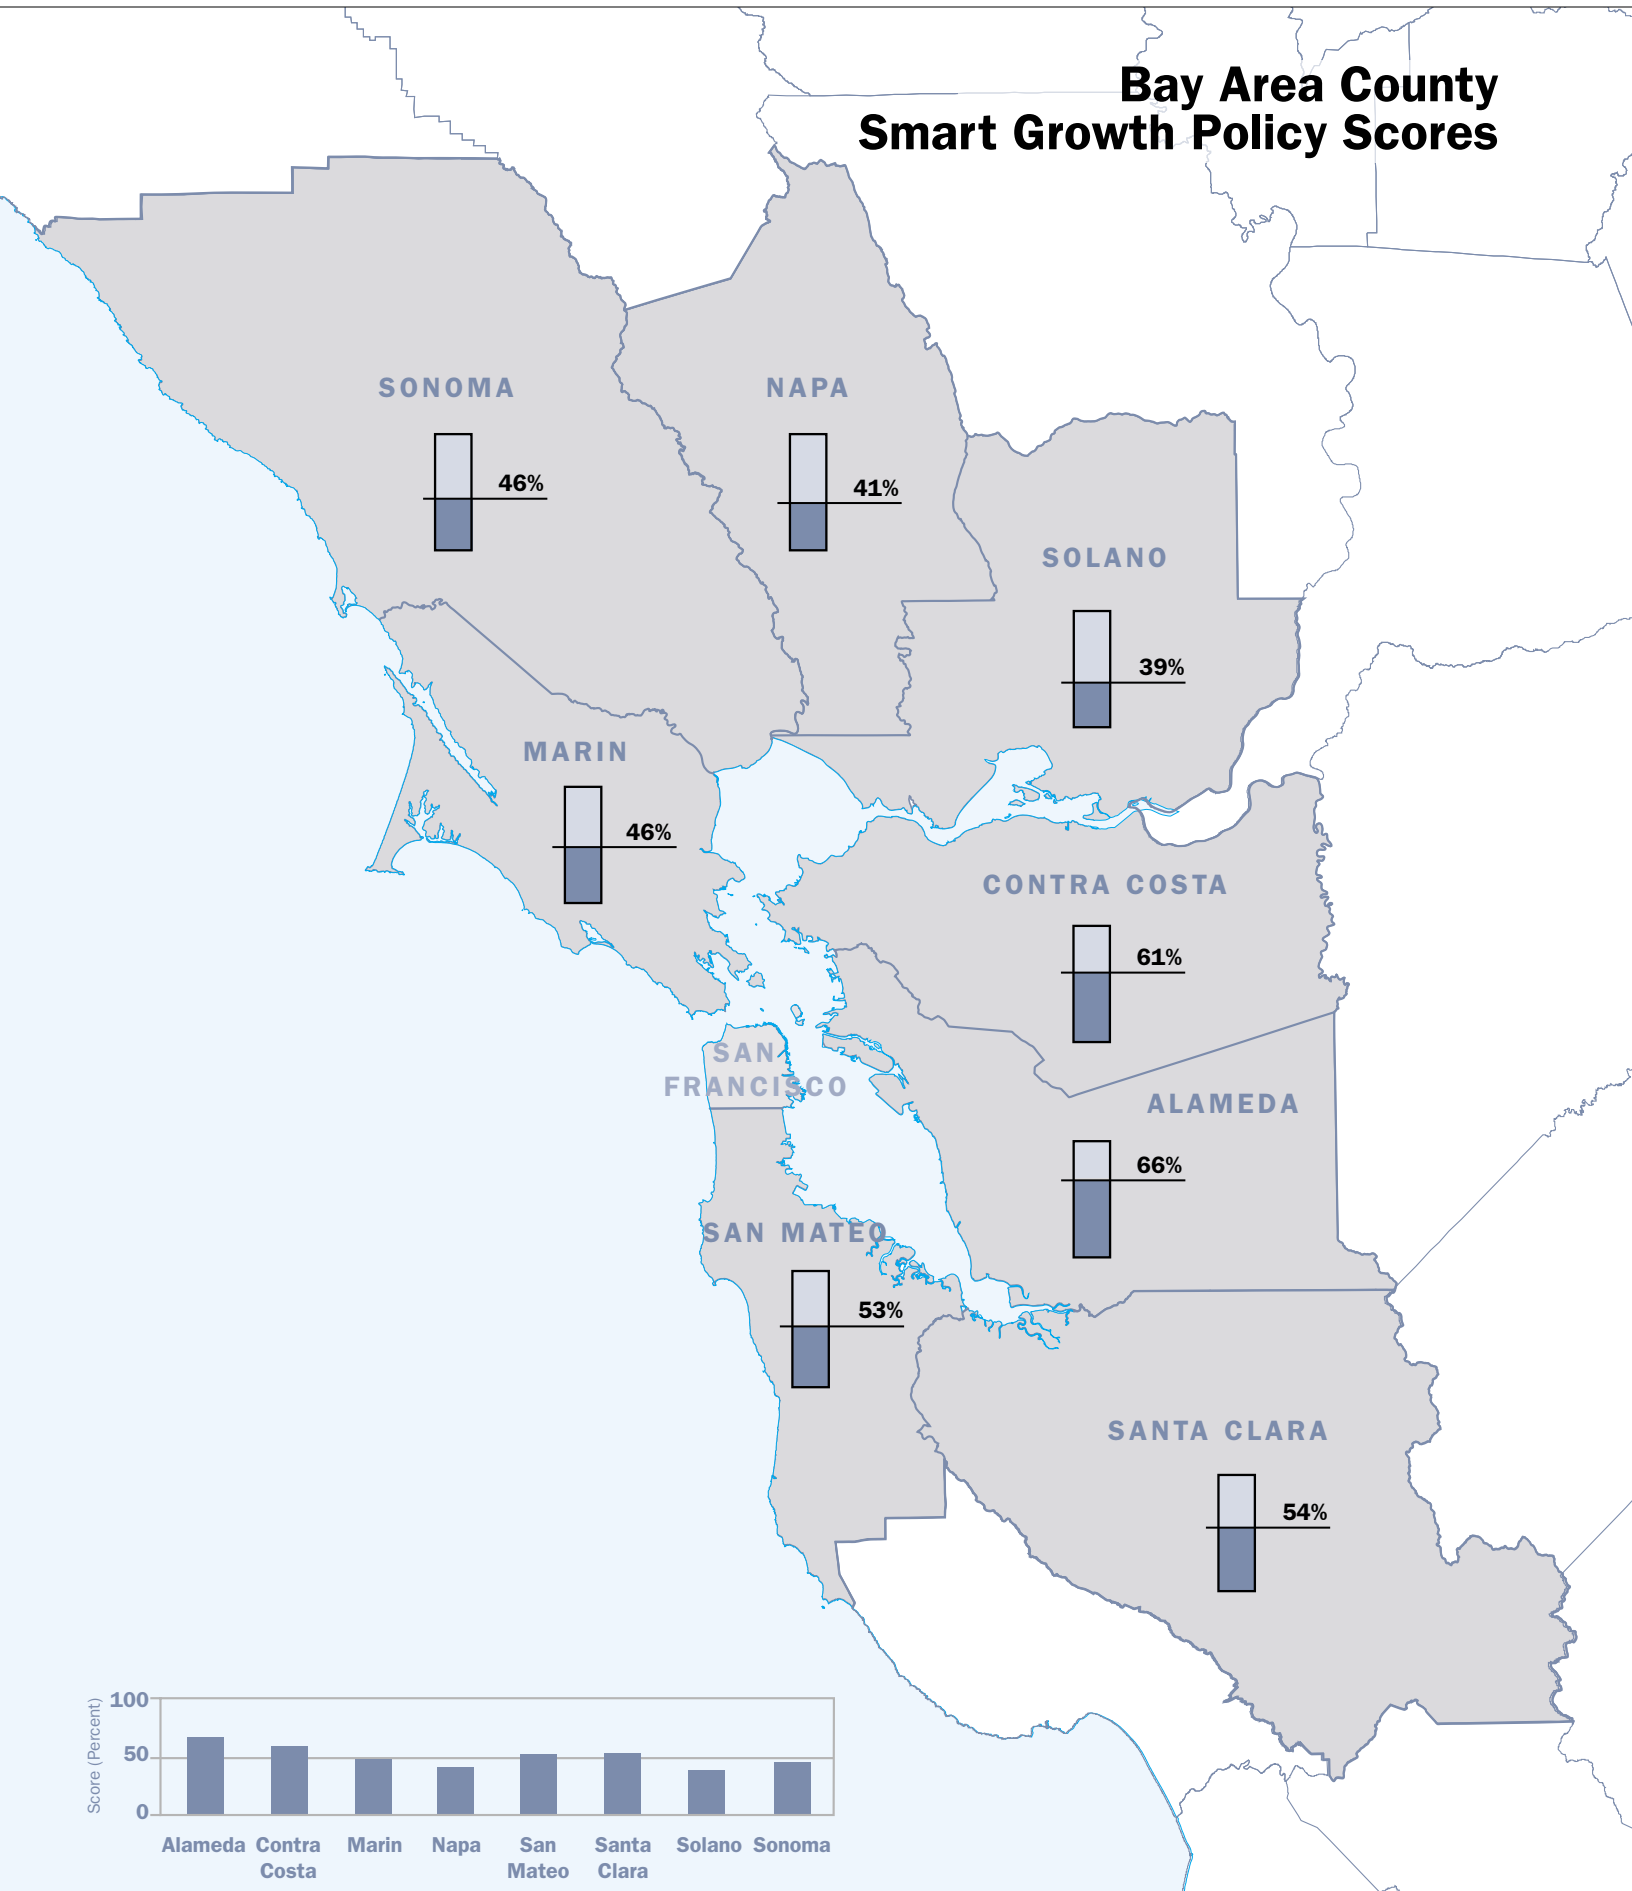 Bay Area County
Smart Growth Policy Scores
SONOMA
46%
NAPA
41%
SOLANO
39%
MARIN
46%
CONTRA COSTA
61%
SAN
FRANCISCO
ALAMEDA
66%
SAN MATEO
53%
SANTA CLARA
54%
Score (Percent)
100
50
0
Alameda
Contra
Costa
Marin
Napa
San
Mateo
Santa
Clara
Solano
Sonoma